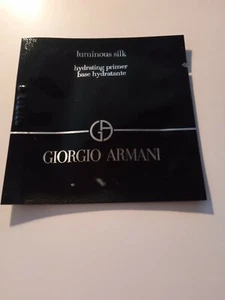 luminous silk
hydrating primer
base hydratante
GIORGIO ARMANI